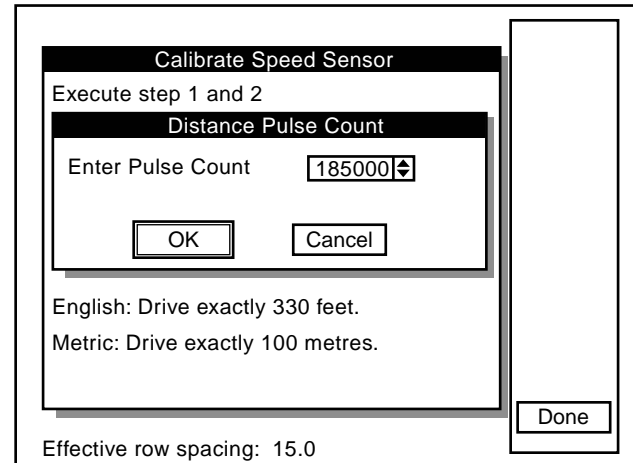 Calibrate Speed Sensor
Execute step 1 and 2
Distance Pulse Count
Enter Pulse Count 185000
OK Cancel
English: Drive exactly 330 feet.
Metric: Drive exactly 100 metres.
Done
Effective row spacing: 15.0